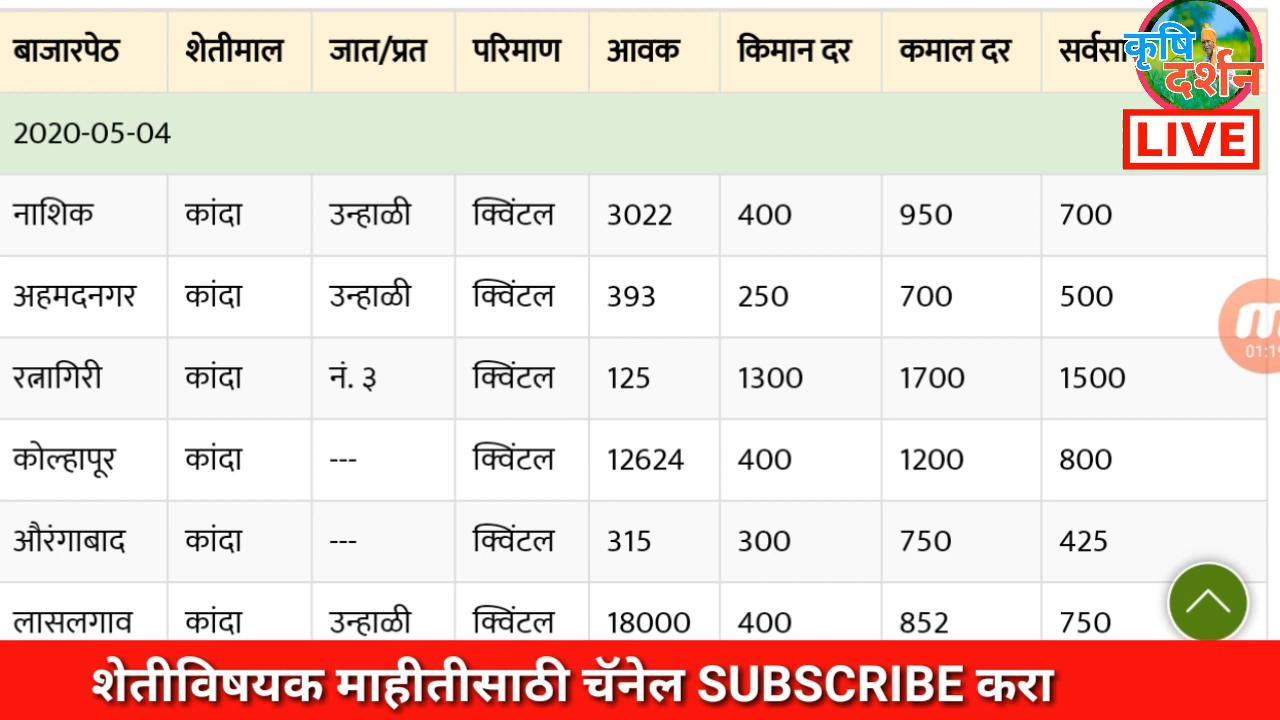 बाजारपेठ शेतीमाल जात/प्रत परिमाण आवक किमान दर कमाल दर
कृषि
दर्शन
LIVE
2020-05-04
नाशिक कांदा उन्हाळी क्विंटल 3022 400 950 700
अहमदनगर कांदा उन्हाळी क्विंटल 393 250 700 500
रत्नागिरी कांदा नं. ३ क्विंटल 125 1300 1700 1500
कोल्हापूर कांदा --- क्विंटल 12624 400 1200 800
औरंगाबाद कांदा --- क्विंटल 315 300 750 425
लासलगाव कांदा उन्हाळी क्विंटल 18000 400 852 750
शेतीविषयक माहीतीसाठी चॅनेल SUBSCRIBE करा